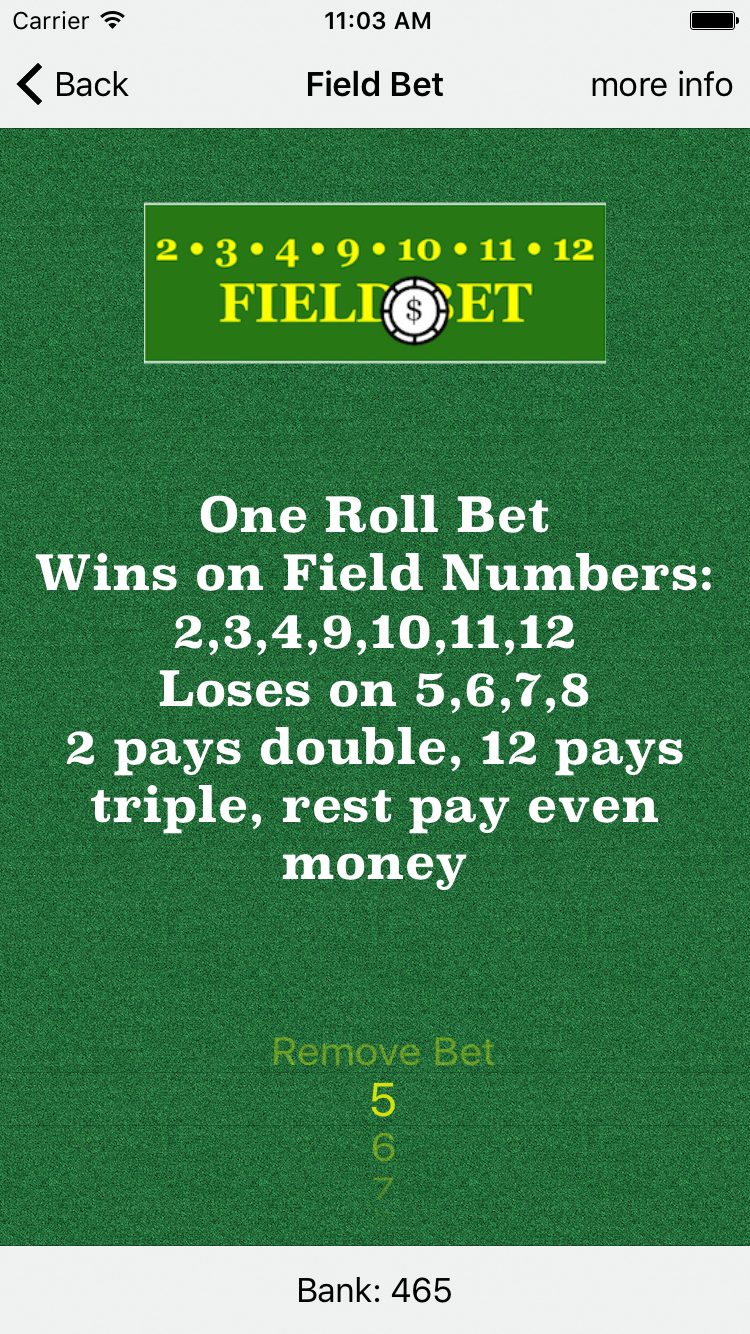 Carrier 11:03 AM
Back Field Bet more info
2 • 3 • 4 • 9 • 10 • 11 • 12
FIELD BET
$
One Roll Bet
Wins on Field Numbers:
2,3,4,9,10,11,12
Loses on 5,6,7,8
2 pays double, 12 pays
triple, rest pay even
money
Remove Bet
5
6
7
Bank: 465